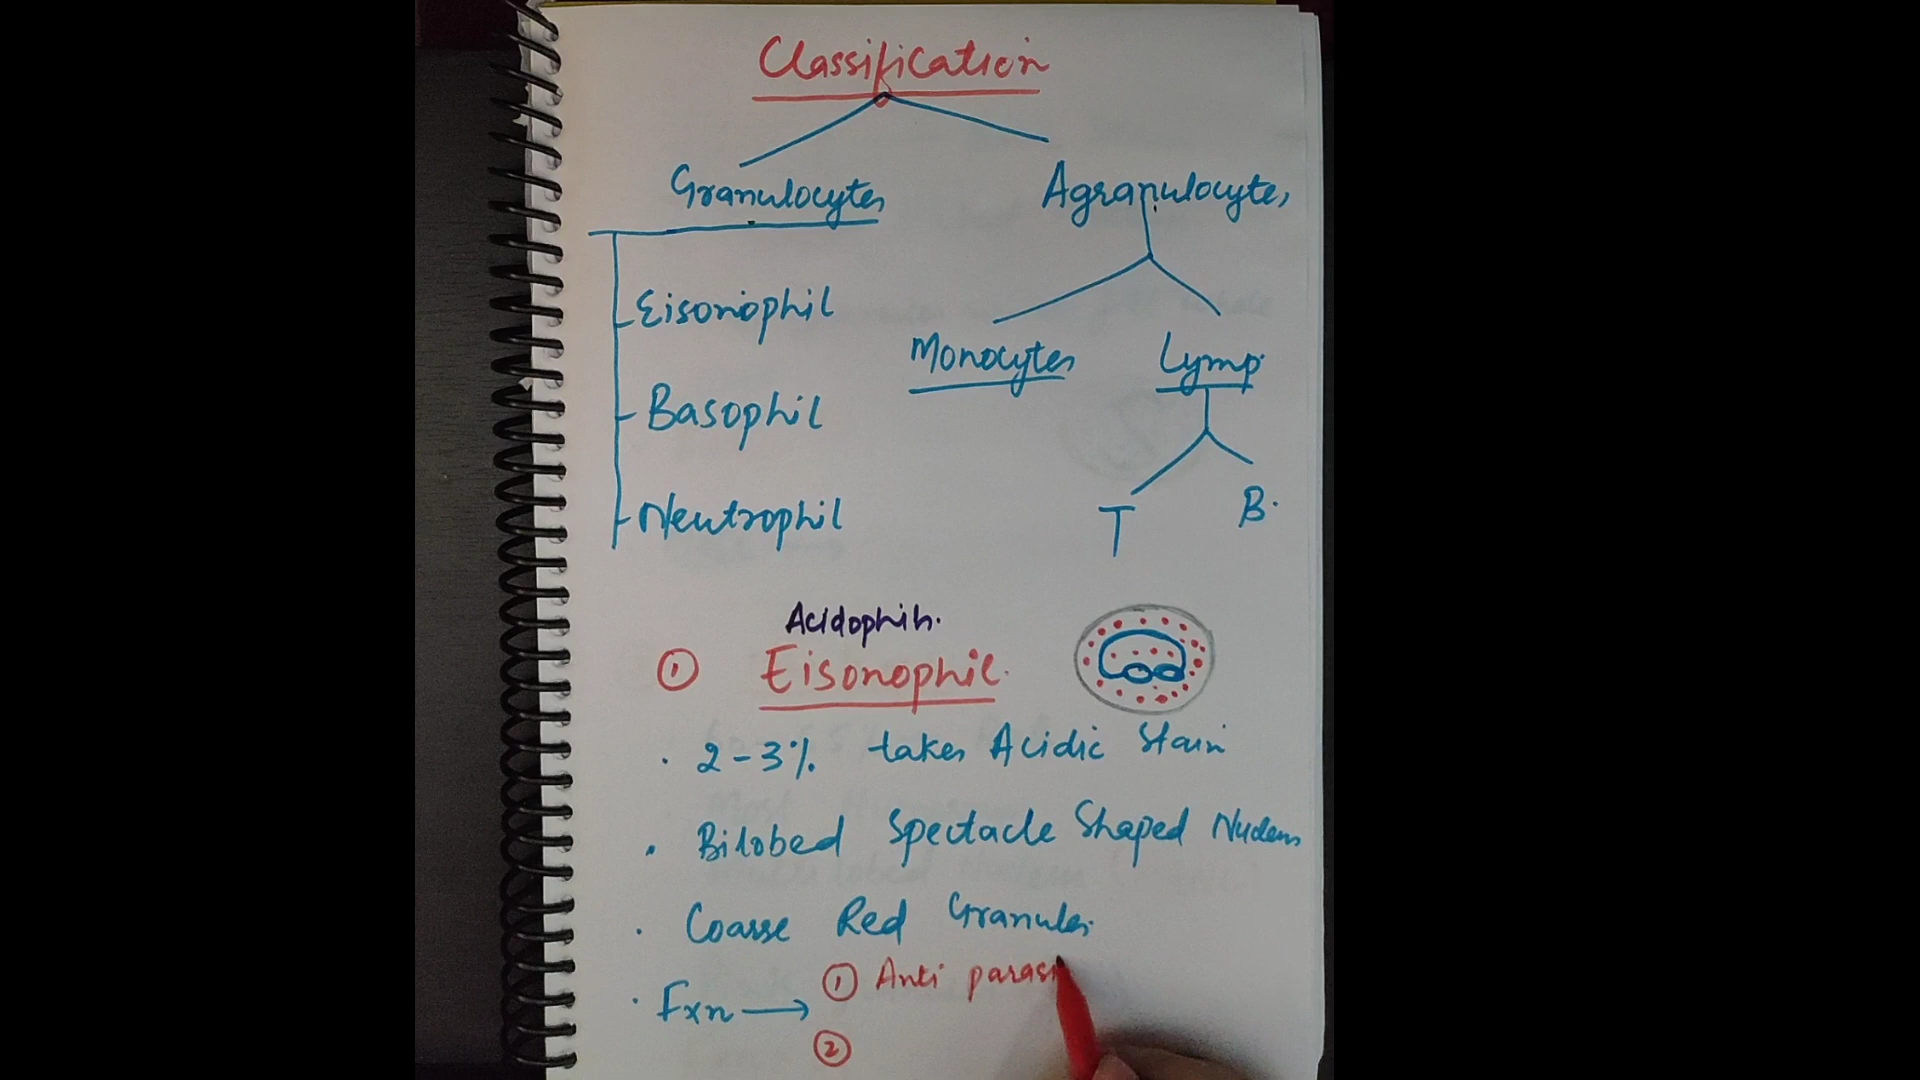 Classification
Granulocytes Agranulocytes
Eisonophil
Monocytes Lymp.
Basophil
T B.
Neutrophil
Acidophils.
① Eisonophil.
· 2-3% takes Acidic Stain
· Bilobed Spectacle Shaped Nucleus
· Coarse Red Granules.
① Anti paras
· Fxn →
②